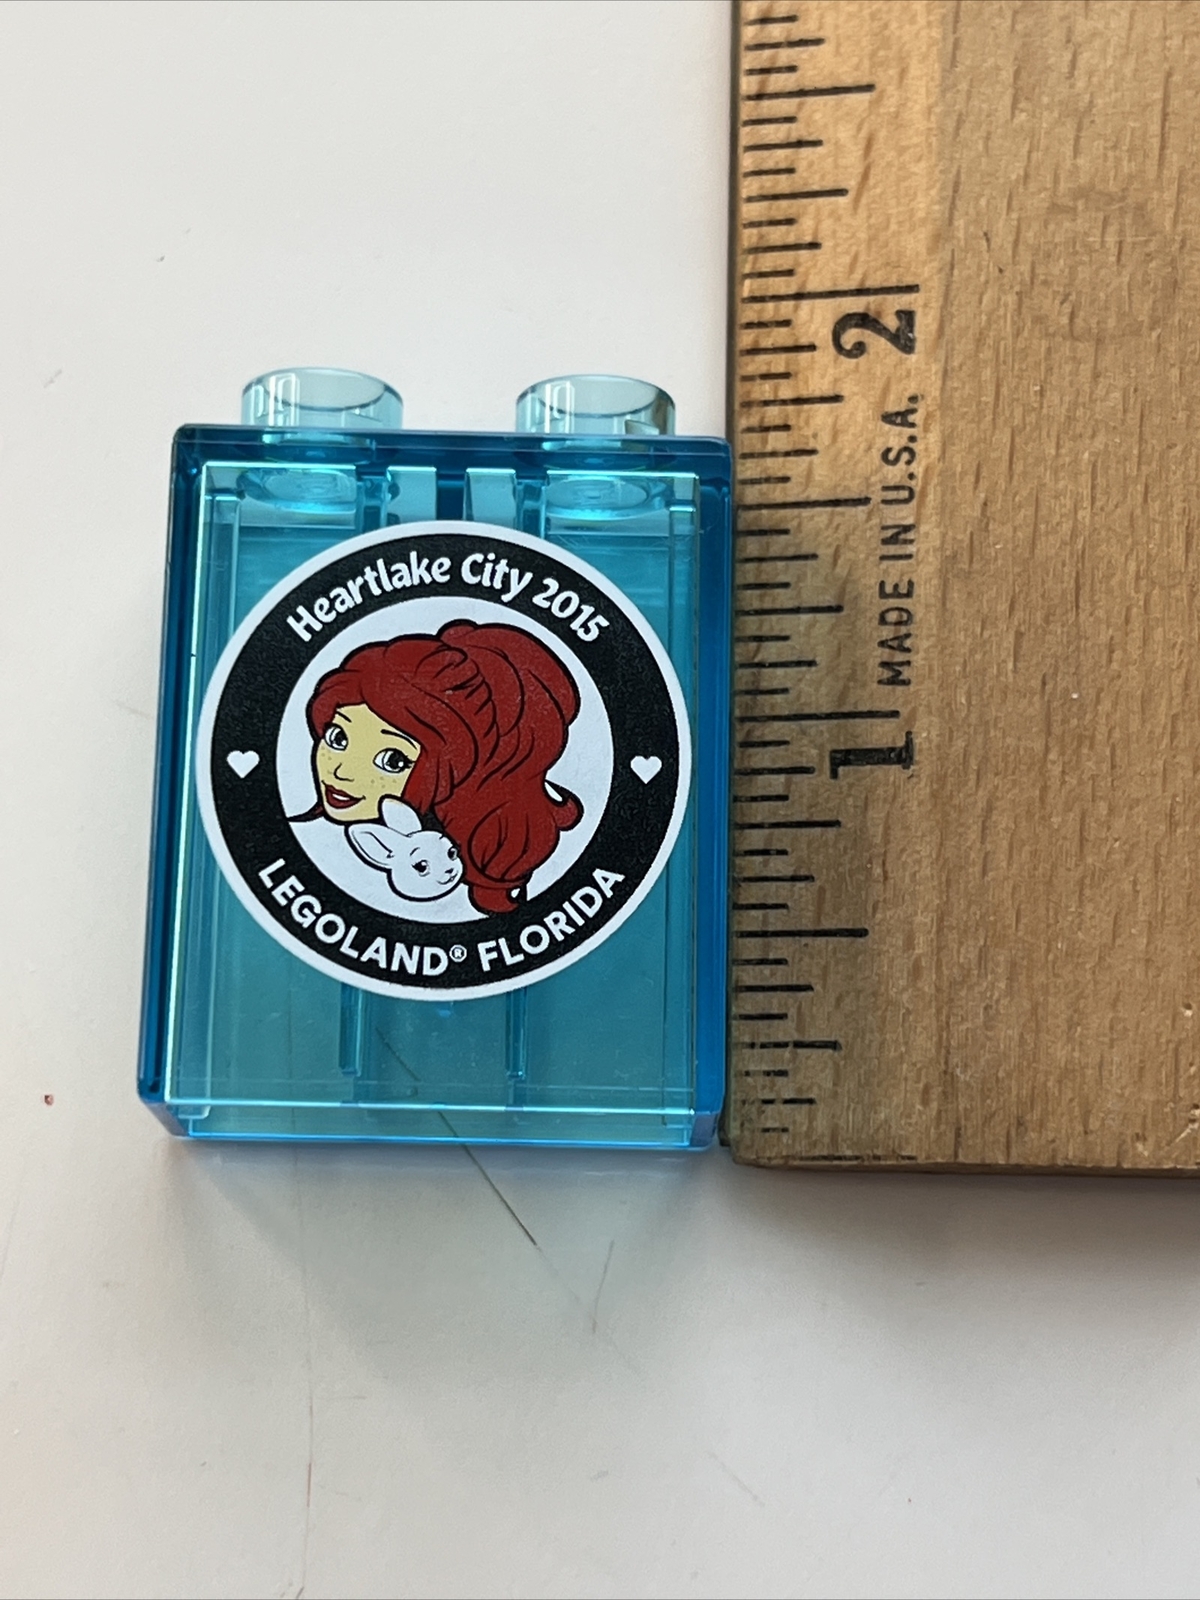 Heartlake City 2015
LEGOLAND® FLORIDA
2
MADE IN U.S.A.
1